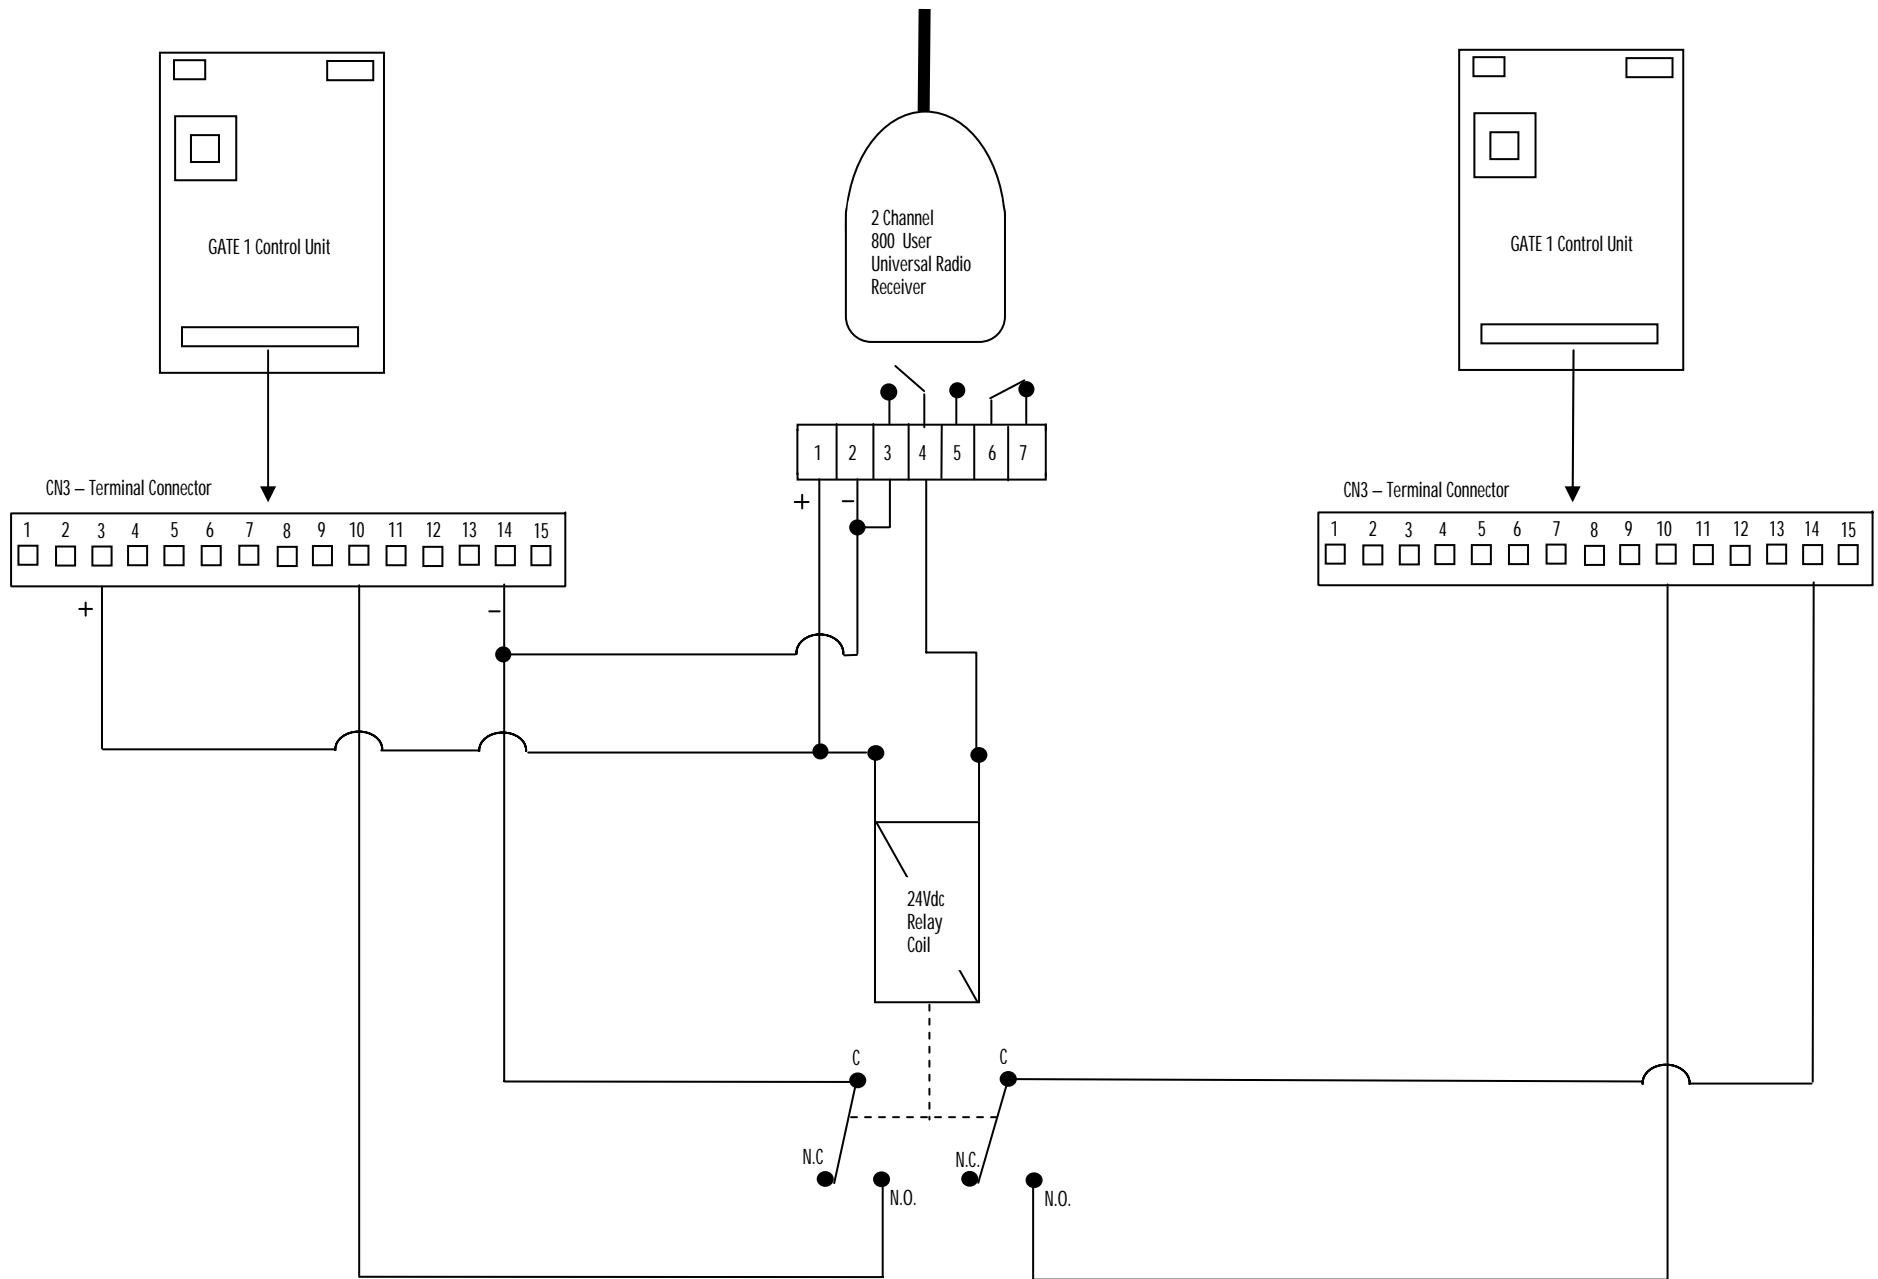 GATE 1 Control Unit
2 Channel
800 User
Universal Radio
Receiver
GATE 1 Control Unit
1 2 3 4 5 6 7
+ –
CN3 – Terminal Connector
1 2 3 4 5 6 7 8 9 10 11 12 13 14 15
+ –
CN3 – Terminal Connector
1 2 3 4 5 6 7 8 9 10 11 12 13 14 15
24Vdc
Relay
Coil
C
C
N.C
N.O.
N.C.
N.O.